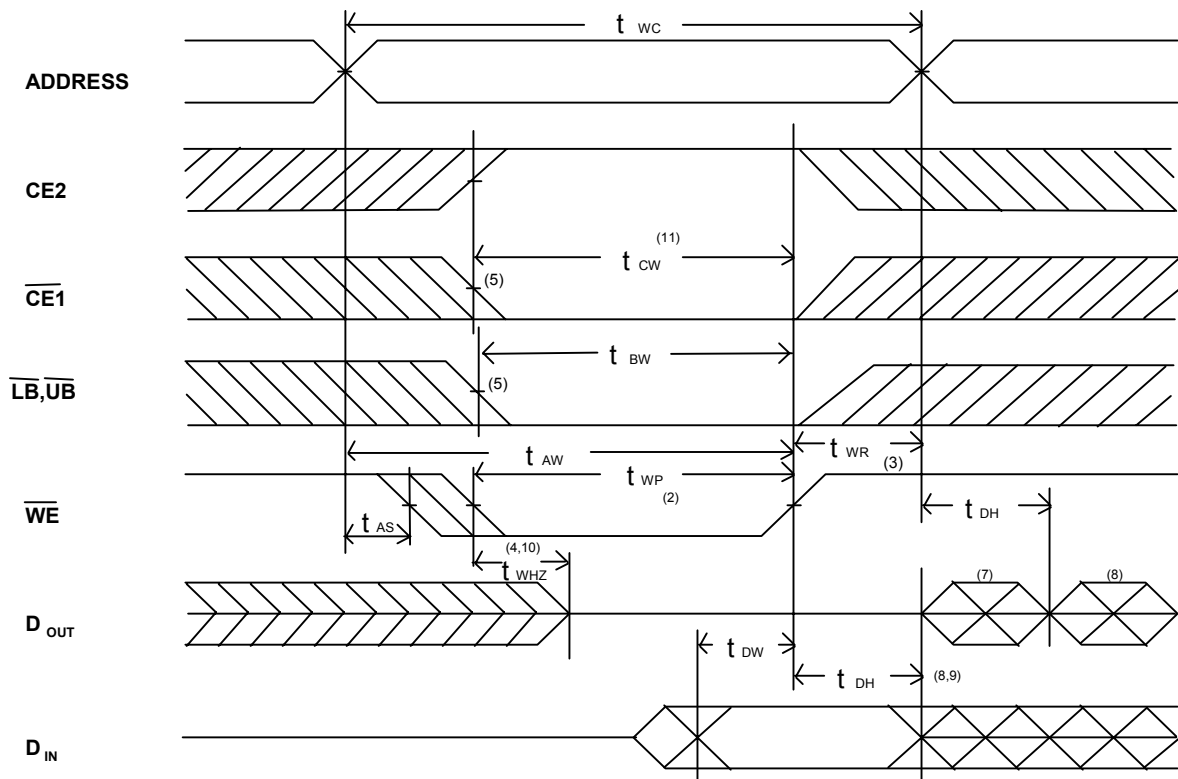 t WC
ADDRESS
CE2
(11)
t CW
CE1
(5)
t BW
LB,UB
(5)
t AW
t WR
(3)
t WP
(2)
WE
t AS
t DH
(4,10)
t WHZ
(7)
(8)
D OUT
t DW
t DH
(8,9)
D IN